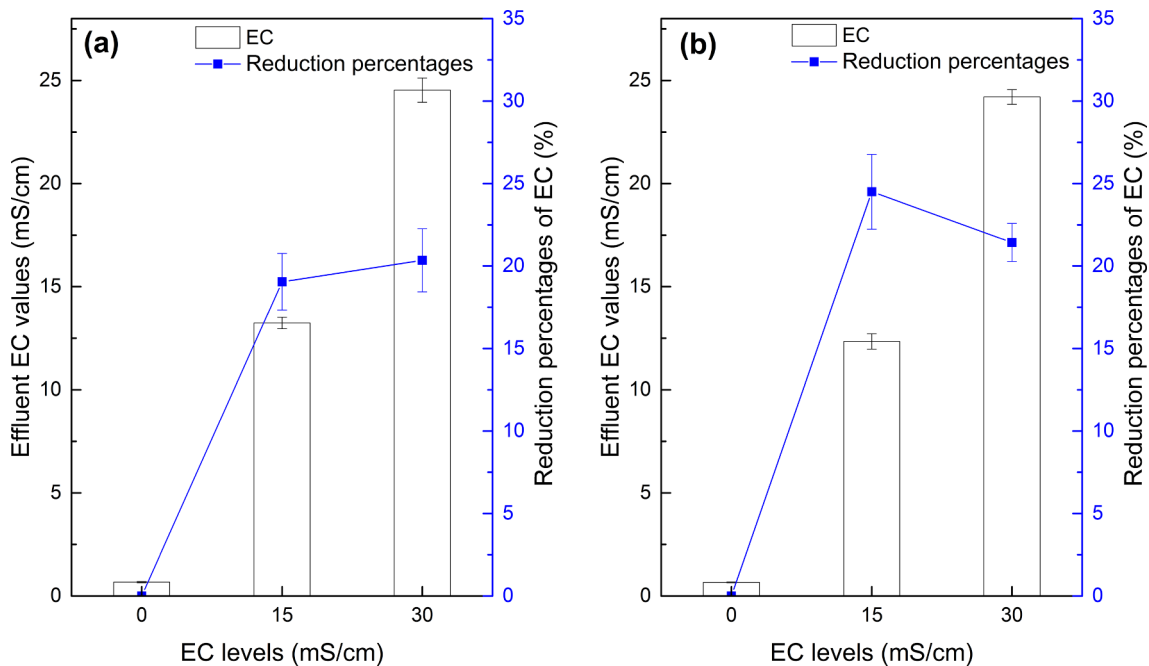 (a)
EC
Reduction percentages
Effluent EC values (mS/cm)
25
20
15
10
5
0
35
30
25
20
15
10
5
0
Reduction percentages of EC (%)
0 15 30
EC levels (mS/cm)
(b)
EC
Reduction percentages
Effluent EC values (mS/cm)
25
20
15
10
5
0
35
30
25
20
15
10
5
0
Reduction percentages of EC (%)
0 15 30
EC levels (mS/cm)